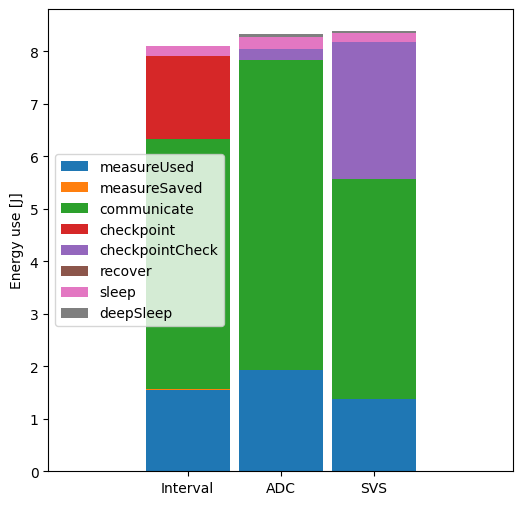 8
7
6
5
4
3
2
1
0
Energy use [J]
measureUsed
measureSaved
communicate
checkpoint
checkpointCheck
recover
sleep
deepSleep
Interval ADC SVS